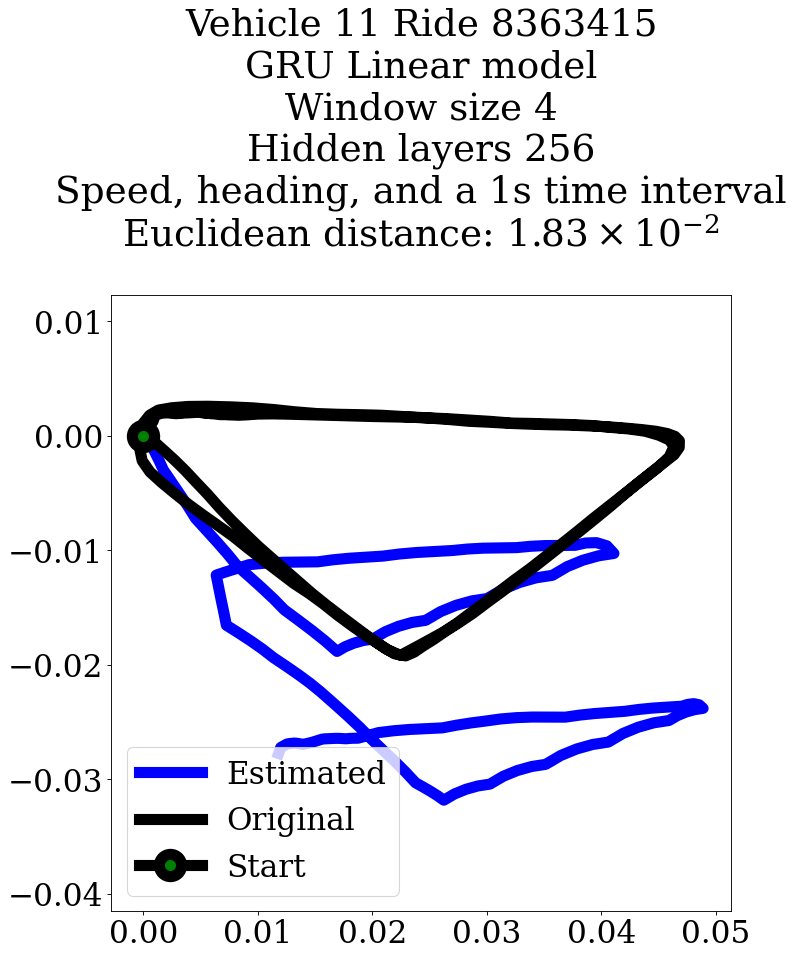 Vehicle 11 Ride 8363415
GRU Linear model
Window size 4
Hidden layers 256
Speed, heading, and a 1s time interval
Euclidean distance: 1.83 × 10⁻²
0.01
0.00
−0.01
−0.02
−0.03
−0.04
Estimated
Original
Start
0.00 0.01 0.02 0.03 0.04 0.05